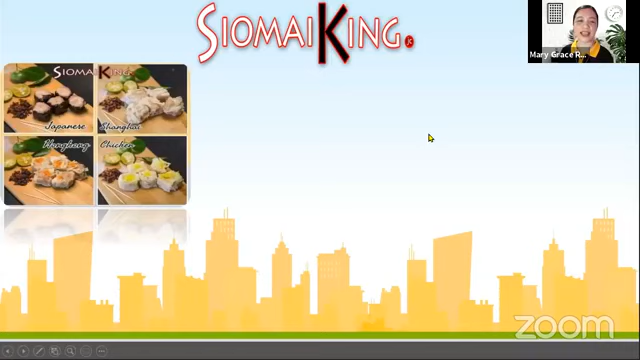 SIOMAI KING
Mary Grace R...
SIOMAI KING
Japanese
Shanghai
Hongkong
Chicken
zoom